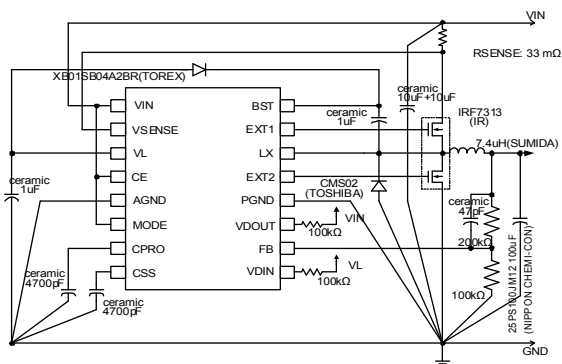 VIN
RSENSE: 33 mΩ
XB01SB04A2BR(TOREX)
ceramic
10uF+10uF
IRF7313
(IR)
VIN
BST
ceramic
1uF
VSENSE
EXT1
7.4uH(SUMIDA)
VL
LX
ceramic
1uF
CE
EXT2
CMS02
(TOSHIBA)
AGND
PGND
ceramic
47pF
MODE
VDOUT
VIN
100kΩ
200kΩ
CPRO
FB
ceramic
4700pF
CSS
VDIN
VL
100kΩ
100kΩ
ceramic
4700pF
25PS100JM12 100uF
(NIPPON CHEMI-CON)
GND